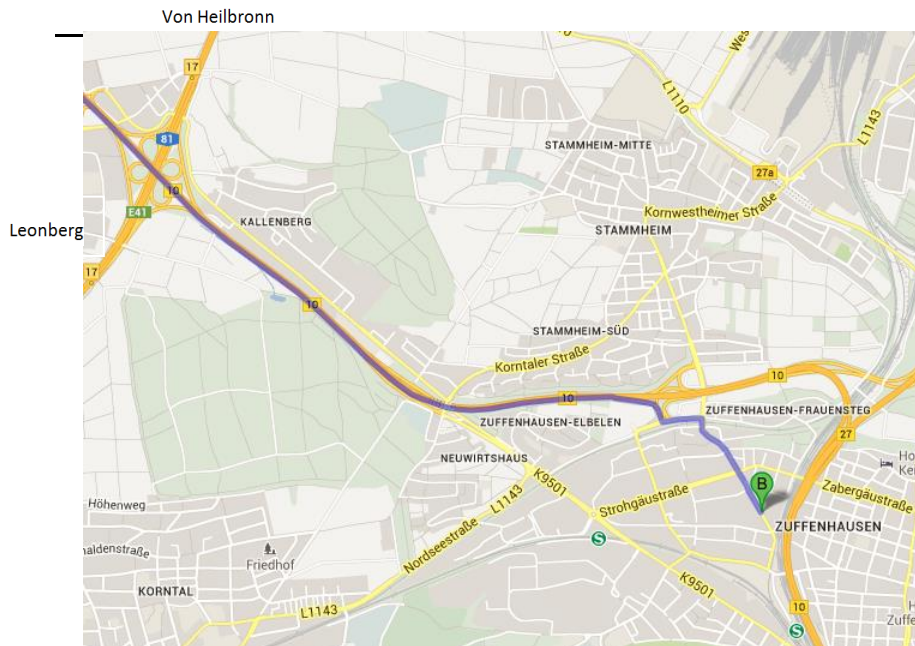 Von Heilbronn
17
L1110
81
STAMMHEIM-MITTE
L1143
27a
10
E41
KALLENBERG
Kornwestheimer Straße
STAMMHEIM
Leonberg
17
10
STAMMHEIM-SÜD
Korntaler Straße
10
10
ZUFFENHAUSEN-FRAUENSTEG
ZUFFENHAUSEN-ELBELEN
27
NEUWIRTSHAUS
K9501
L1143
B
Strohgäustraße
Zabergäustraße
Höhenweg
ZUFFENHAUSEN
S
Nordseestraße
Friedhof
K9501
KORNTAL
L1143
10
S